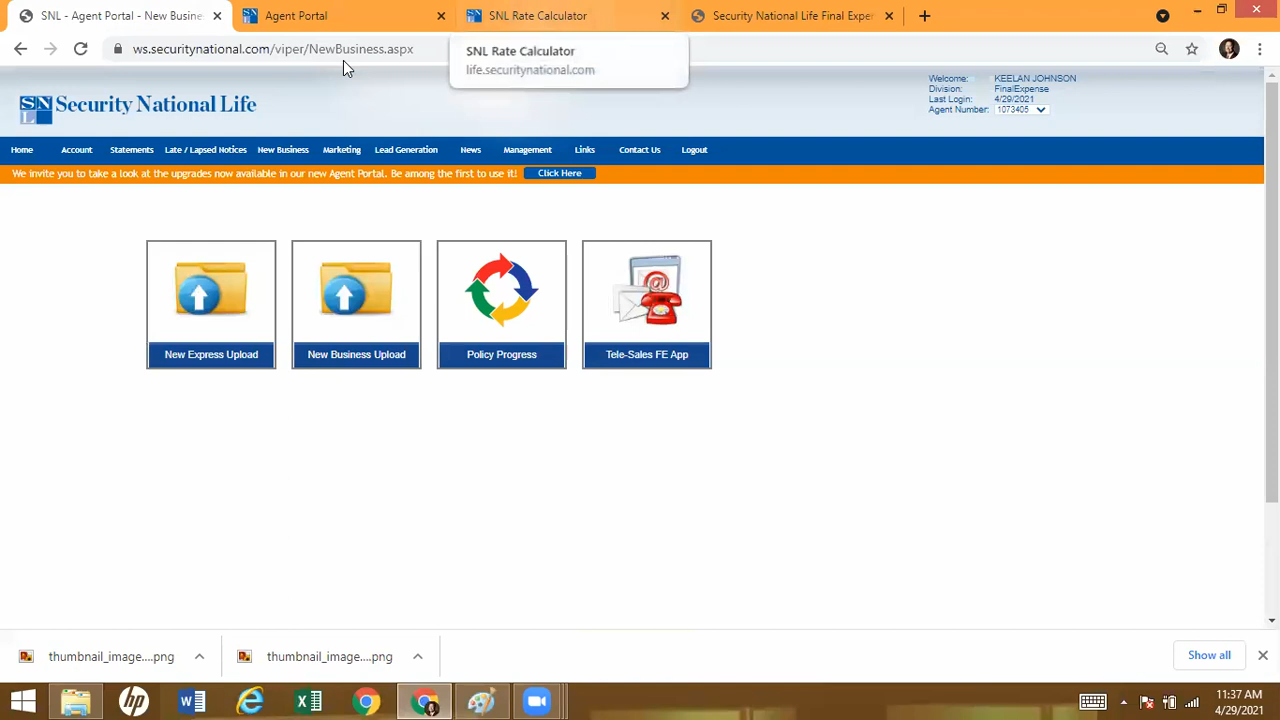 SNL - Agent Portal - New Busine
Agent Portal
SNL Rate Calculator
Security National Life Final Expe
ws.securitynational.com/viper/NewBusiness.aspx
SNL Rate Calculator
life.securitynational.com
SNL Security National Life
Welcome: KEELAN JOHNSON
Division: FinalExpense
Last Login: 4/29/2021
Agent Number: 1073405
Home Account Statements Late / Lapsed Notices New Business Marketing Lead Generation News Management Links Contact Us Logout
We invite you to take a look at the upgrades now available in our new Agent Portal. Be among the first to use it! Click Here
New Express Upload
New Business Upload
Policy Progress
Tele-Sales FE App
thumbnail_image....png
thumbnail_image....png
Show all
11:37 AM
4/29/2021